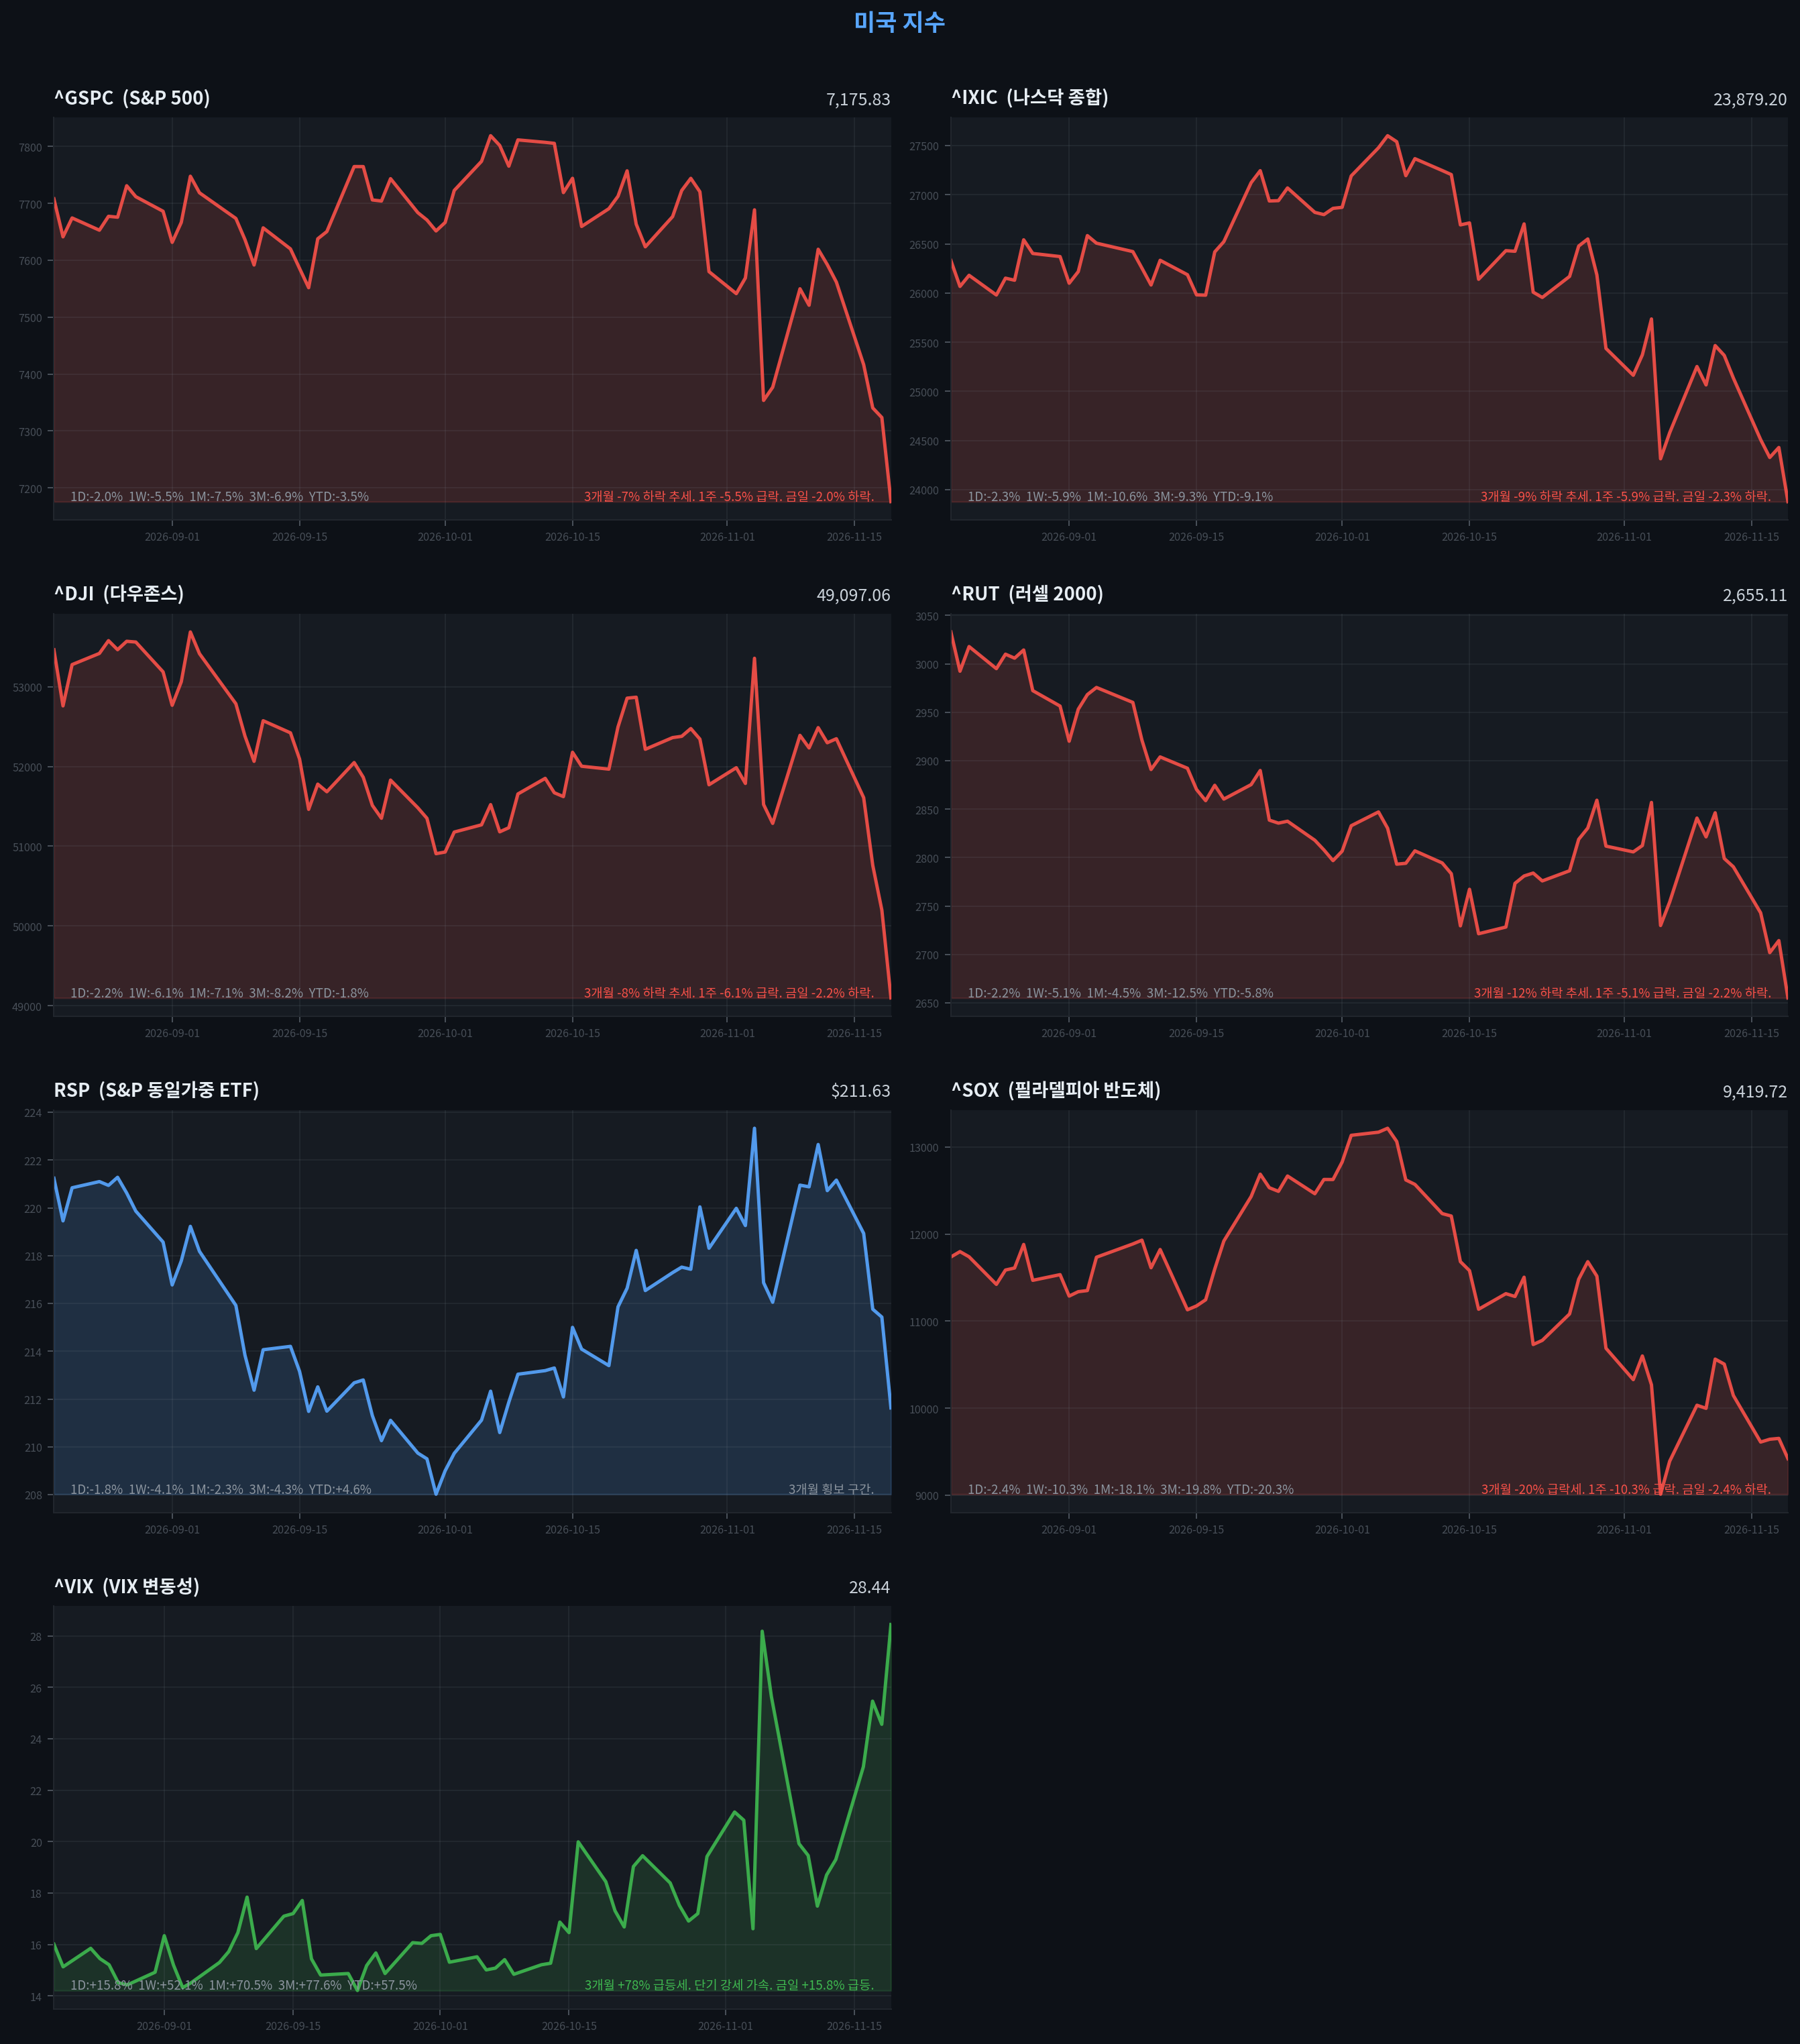 미국 지수
^GSPC (S&P 500)
7,175.83
7800
7700
7600
7500
7400
7300
7200
1D:-2.0% 1W:-5.5% 1M:-7.5% 3M:-6.9% YTD:-3.5%
3개월 -7% 하락 추세. 1주 -5.5% 급락. 금일 -2.0% 하락.
2026-09-01 2026-09-15 2026-10-01 2026-10-15 2026-11-01 2026-11-15
^IXIC (나스닥 종합)
23,879.20
27500
27000
26500
26000
25500
25000
24500
24000
1D:-2.3% 1W:-5.9% 1M:-10.6% 3M:-9.3% YTD:-9.1%
3개월 -9% 하락 추세. 1주 -5.9% 급락. 금일 -2.3% 하락.
2026-09-01 2026-09-15 2026-10-01 2026-10-15 2026-11-01 2026-11-15
^DJI (다우존스)
49,097.06
53000
52000
51000
50000
49000
1D:-2.2% 1W:-6.1% 1M:-7.1% 3M:-8.2% YTD:-1.8%
3개월 -8% 하락 추세. 1주 -6.1% 급락. 금일 -2.2% 하락.
2026-09-01 2026-09-15 2026-10-01 2026-10-15 2026-11-01 2026-11-15
^RUT (러셀 2000)
2,655.11
3050
3000
2950
2900
2850
2800
2750
2700
2650
1D:-2.2% 1W:-5.1% 1M:-4.5% 3M:-12.5% YTD:-5.8%
3개월 -12% 하락 추세. 1주 -5.1% 급락. 금일 -2.2% 하락.
2026-09-01 2026-09-15 2026-10-01 2026-10-15 2026-11-01 2026-11-15
RSP (S&P 동일가중 ETF)
$211.63
224
222
220
218
216
214
212
210
208
1D:-1.8% 1W:-4.1% 1M:-2.3% 3M:-4.3% YTD:+4.6%
3개월 횡보 구간.
2026-09-01 2026-09-15 2026-10-01 2026-10-15 2026-11-01 2026-11-15
^SOX (필라델피아 반도체)
9,419.72
13000
12000
11000
10000
9000
1D:-2.4% 1W:-10.3% 1M:-18.1% 3M:-19.8% YTD:-20.3%
3개월 -20% 급락세. 1주 -10.3% 급락. 금일 -2.4% 하락.
2026-09-01 2026-09-15 2026-10-01 2026-10-15 2026-11-01 2026-11-15
^VIX (VIX 변동성)
28.44
28
26
24
22
20
18
16
14
1D:+15.8% 1W:+52.1% 1M:+70.5% 3M:+77.6% YTD:+57.5%
3개월 +78% 급등세. 단기 강세 가속. 금일 +15.8% 급등.
2026-09-01 2026-09-15 2026-10-01 2026-10-15 2026-11-01 2026-11-15